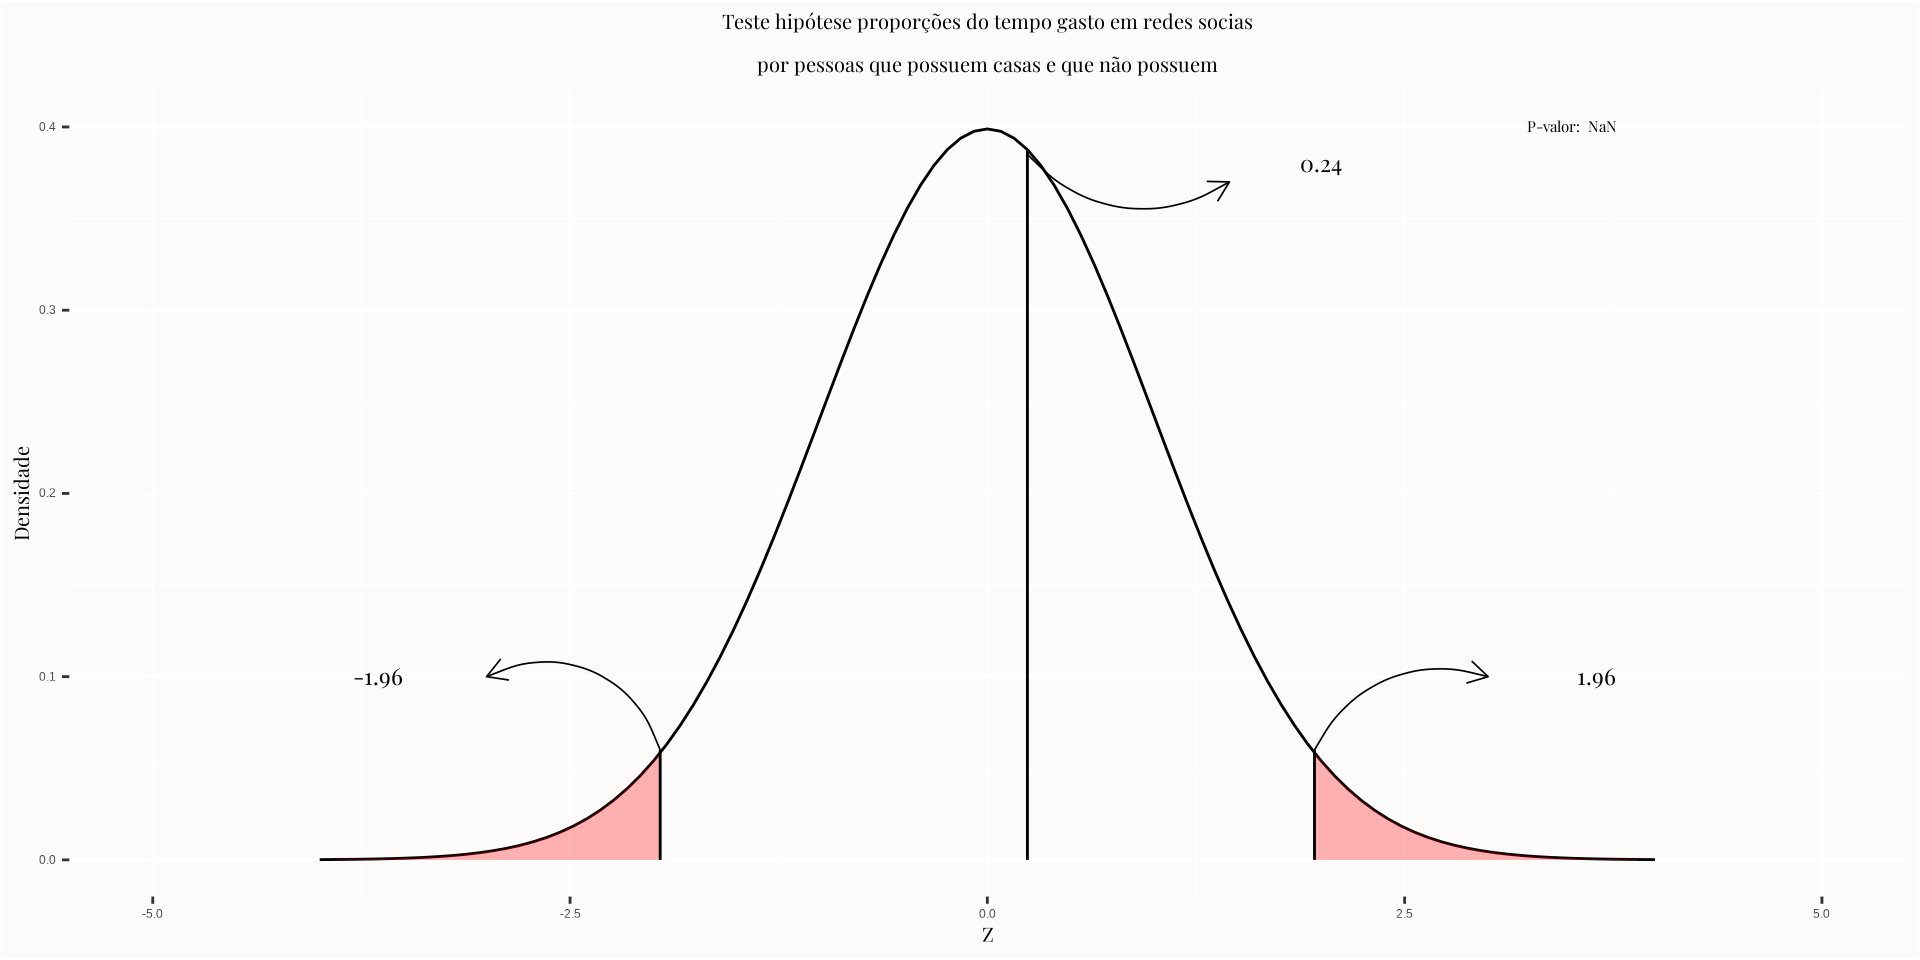 Teste hipótese proporções do tempo gasto em redes socias
por pessoas que possuem casas e que não possuem
P-valor: NaN
0.24
-1.96
1.96
Densidade
0.4
0.3
0.2
0.1
0.0
-5.0
-2.5
0.0
2.5
5.0
Z